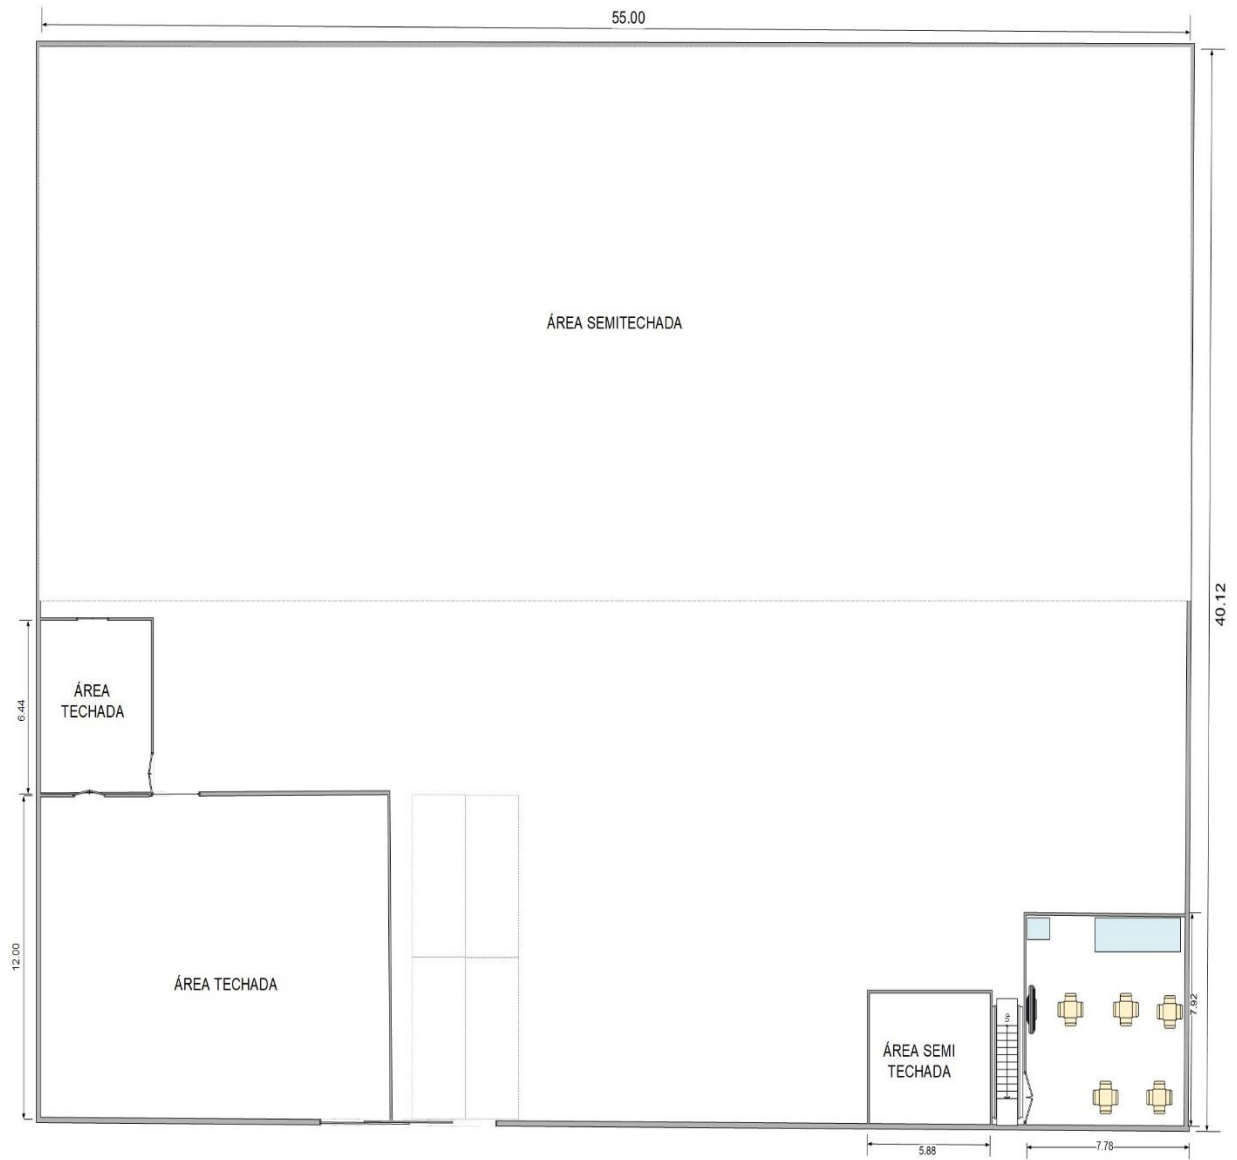 55.00
ÁREA SEMITECHADA
40.12
6.44
ÁREA
TECHADA
12.00
ÁREA TECHADA
7.92
Up
ÁREA SEMI
TECHADA
5.88
7.78